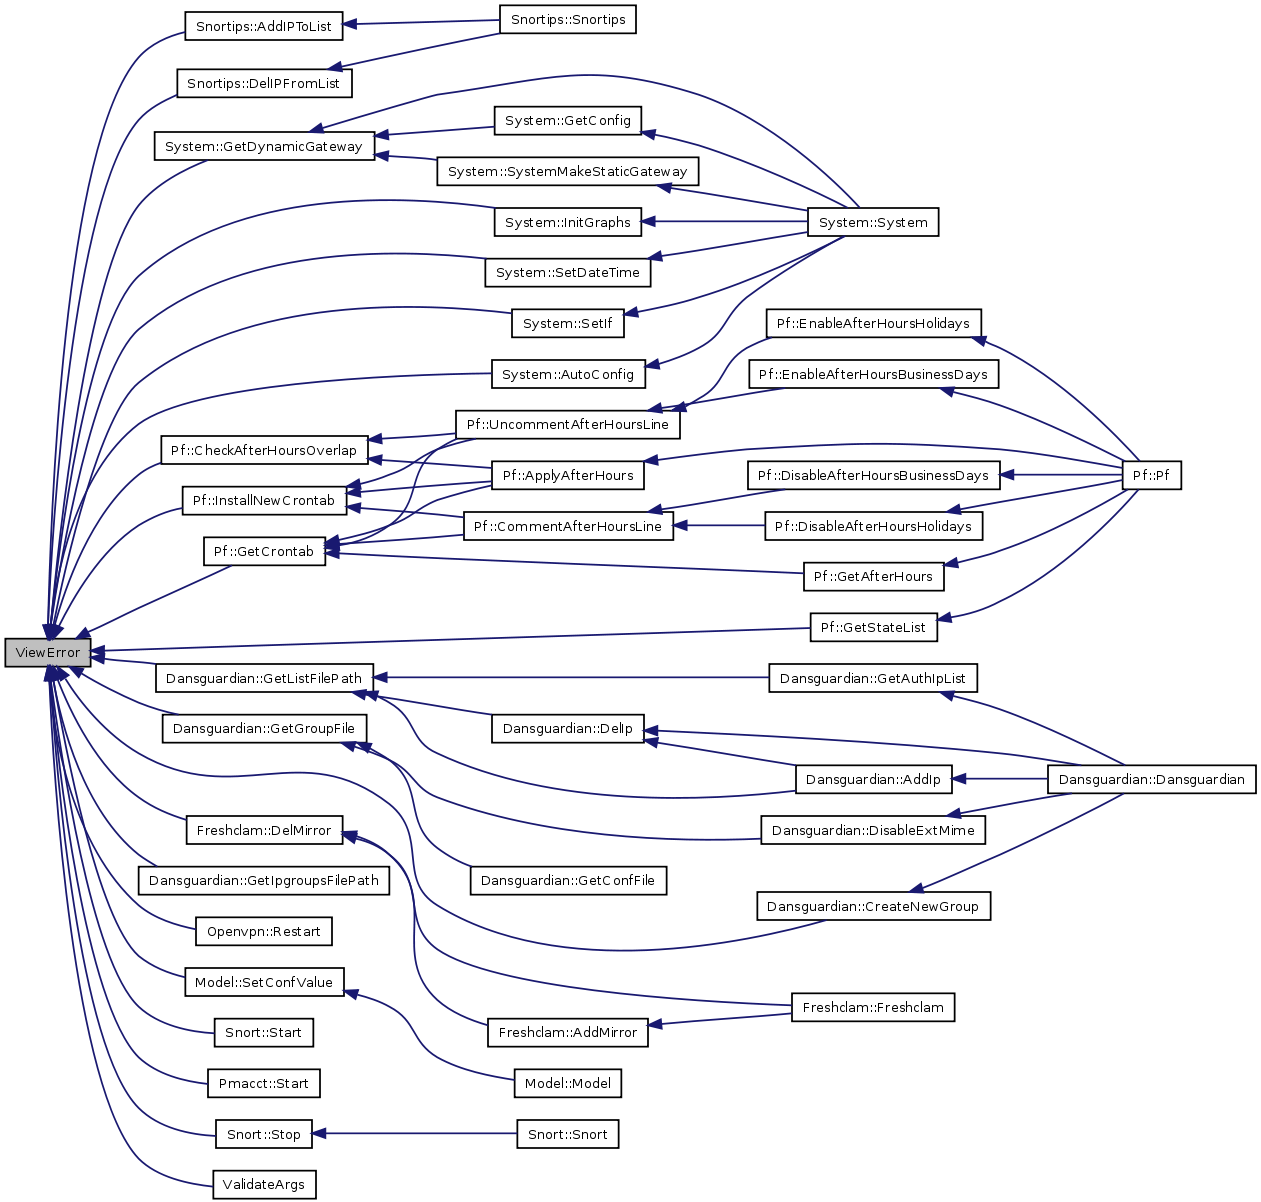 Snortips::AddIPToList
Snortips::Snortips
Snortips::DelIPFromList
System::GetDynamicGateway
System::GetConfig
System::SystemMakeStaticGateway
System::InitGraphs
System::System
System::SetDateTime
System::SetIf
Pf::EnableAfterHoursHolidays
System::AutoConfig
Pf::EnableAfterHoursBusinessDays
Pf::UncommentAfterHoursLine
Pf::CheckAfterHoursOverlap
Pf::ApplyAfterHours
Pf::DisableAfterHoursBusinessDays
Pf::Pf
Pf::InstallNewCrontab
Pf::CommentAfterHoursLine
Pf::DisableAfterHoursHolidays
Pf::GetCrontab
Pf::GetAfterHours
Pf::GetStateList
ViewError
Dansguardian::GetListFilePath
Dansguardian::GetAuthIpList
Dansguardian::GetGroupFile
Dansguardian::DelIp
Dansguardian::AddIp
Dansguardian::Dansguardian
Freshclam::DelMirror
Dansguardian::DisableExtMime
Dansguardian::GetIpgroupsFilePath
Dansguardian::GetConfFile
Dansguardian::CreateNewGroup
Openvpn::Restart
Model::SetConfValue
Freshclam::Freshclam
Snort::Start
Freshclam::AddMirror
Pmacct::Start
Model::Model
Snort::Stop
Snort::Snort
ValidateArgs